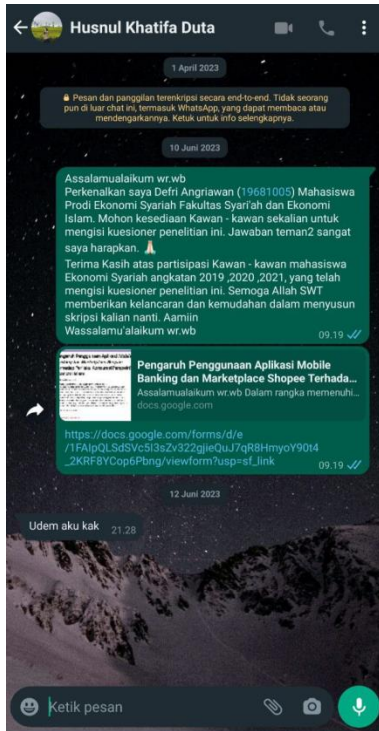 Husnul Khatifa Duta
1 April 2023
Pesan dan panggilan terenkripsi secara end-to-end. Tidak seorang
pun di luar chat ini, termasuk WhatsApp, yang dapat membaca atau
mendengarkannya. Ketuk untuk info selengkapnya.
10 Juni 2023
Assalamualaikum wr.wb
Perkenalkan saya Defri Angriawan (19681005) Mahasiswa
Prodi Ekonomi Syariah Fakultas Syari'ah dan Ekonomi
Islam. Mohon kesediaan Kawan - kawan sekalian untuk
mengisi kuesioner penelitian ini. Jawaban teman2 sangat
saya harapkan. 🙏
Terima Kasih atas partisipasi Kawan - kawan mahasiswa
Ekonomi Syariah angkatan 2019 ,2020 ,2021, yang telah
mengisi kuesioner penelitian ini. Semoga Allah SWT
memberikan kelancaran dan kemudahan dalam menyusun
skripsi kalian nanti. Aamiin
Wassalamu'alaikum wr.wb
09.19
Pengaruh Penggunaan Aplikasi Mobile
Banking dan Marketplace Shopee Terhada...
Assalamualaikum wr.wb Dalam rangka memenuhi...
docs.google.com
https://docs.google.com/forms/d/e
/1FAIpQLSdSVc5I3sZv322gjieQuJ7qR8HmyoY90t4
_2KRF8YCop6Pbng/viewform?usp=sf_link
09.19
12 Juni 2023
Udem aku kak
21.28
Ketik pesan